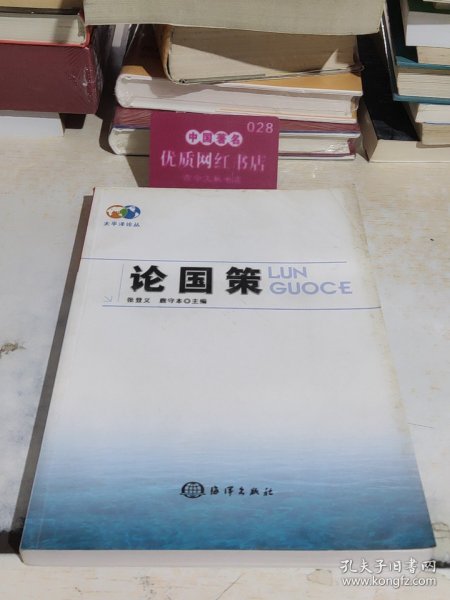 028
中国著名
优质网红书店
太平洋论丛
论国策
LUN
GUOCE
张登义 鹿守本◎主编
海洋出版社
孔夫子旧书网
www.kongfz.com